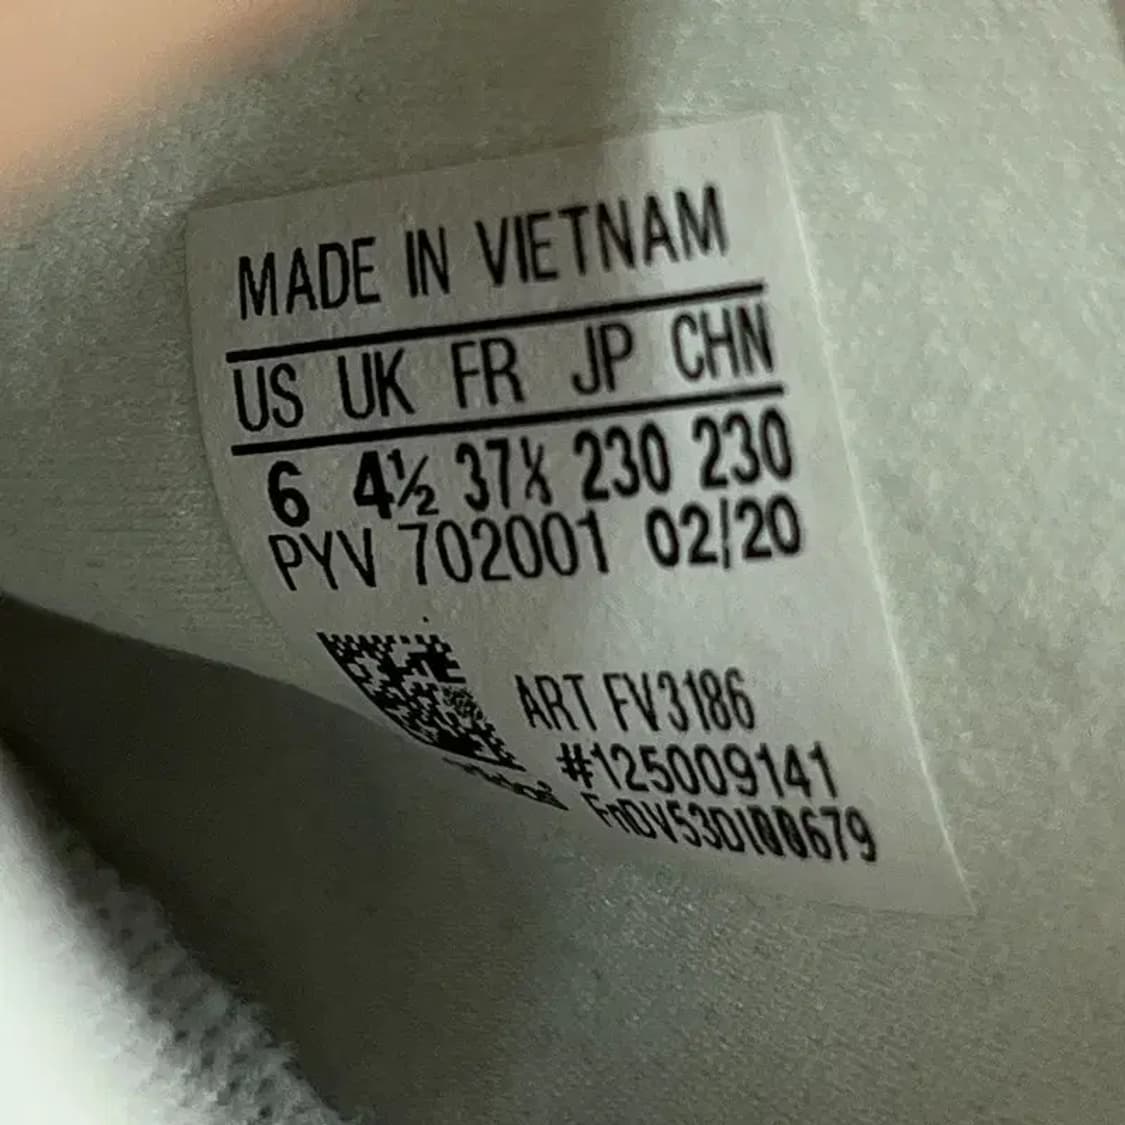 MADE IN VIETNAM
US UK FR JP CHN
6 4½ 37⅓ 230 230
PYV 702001 02/20
ART FV3186
#125009141